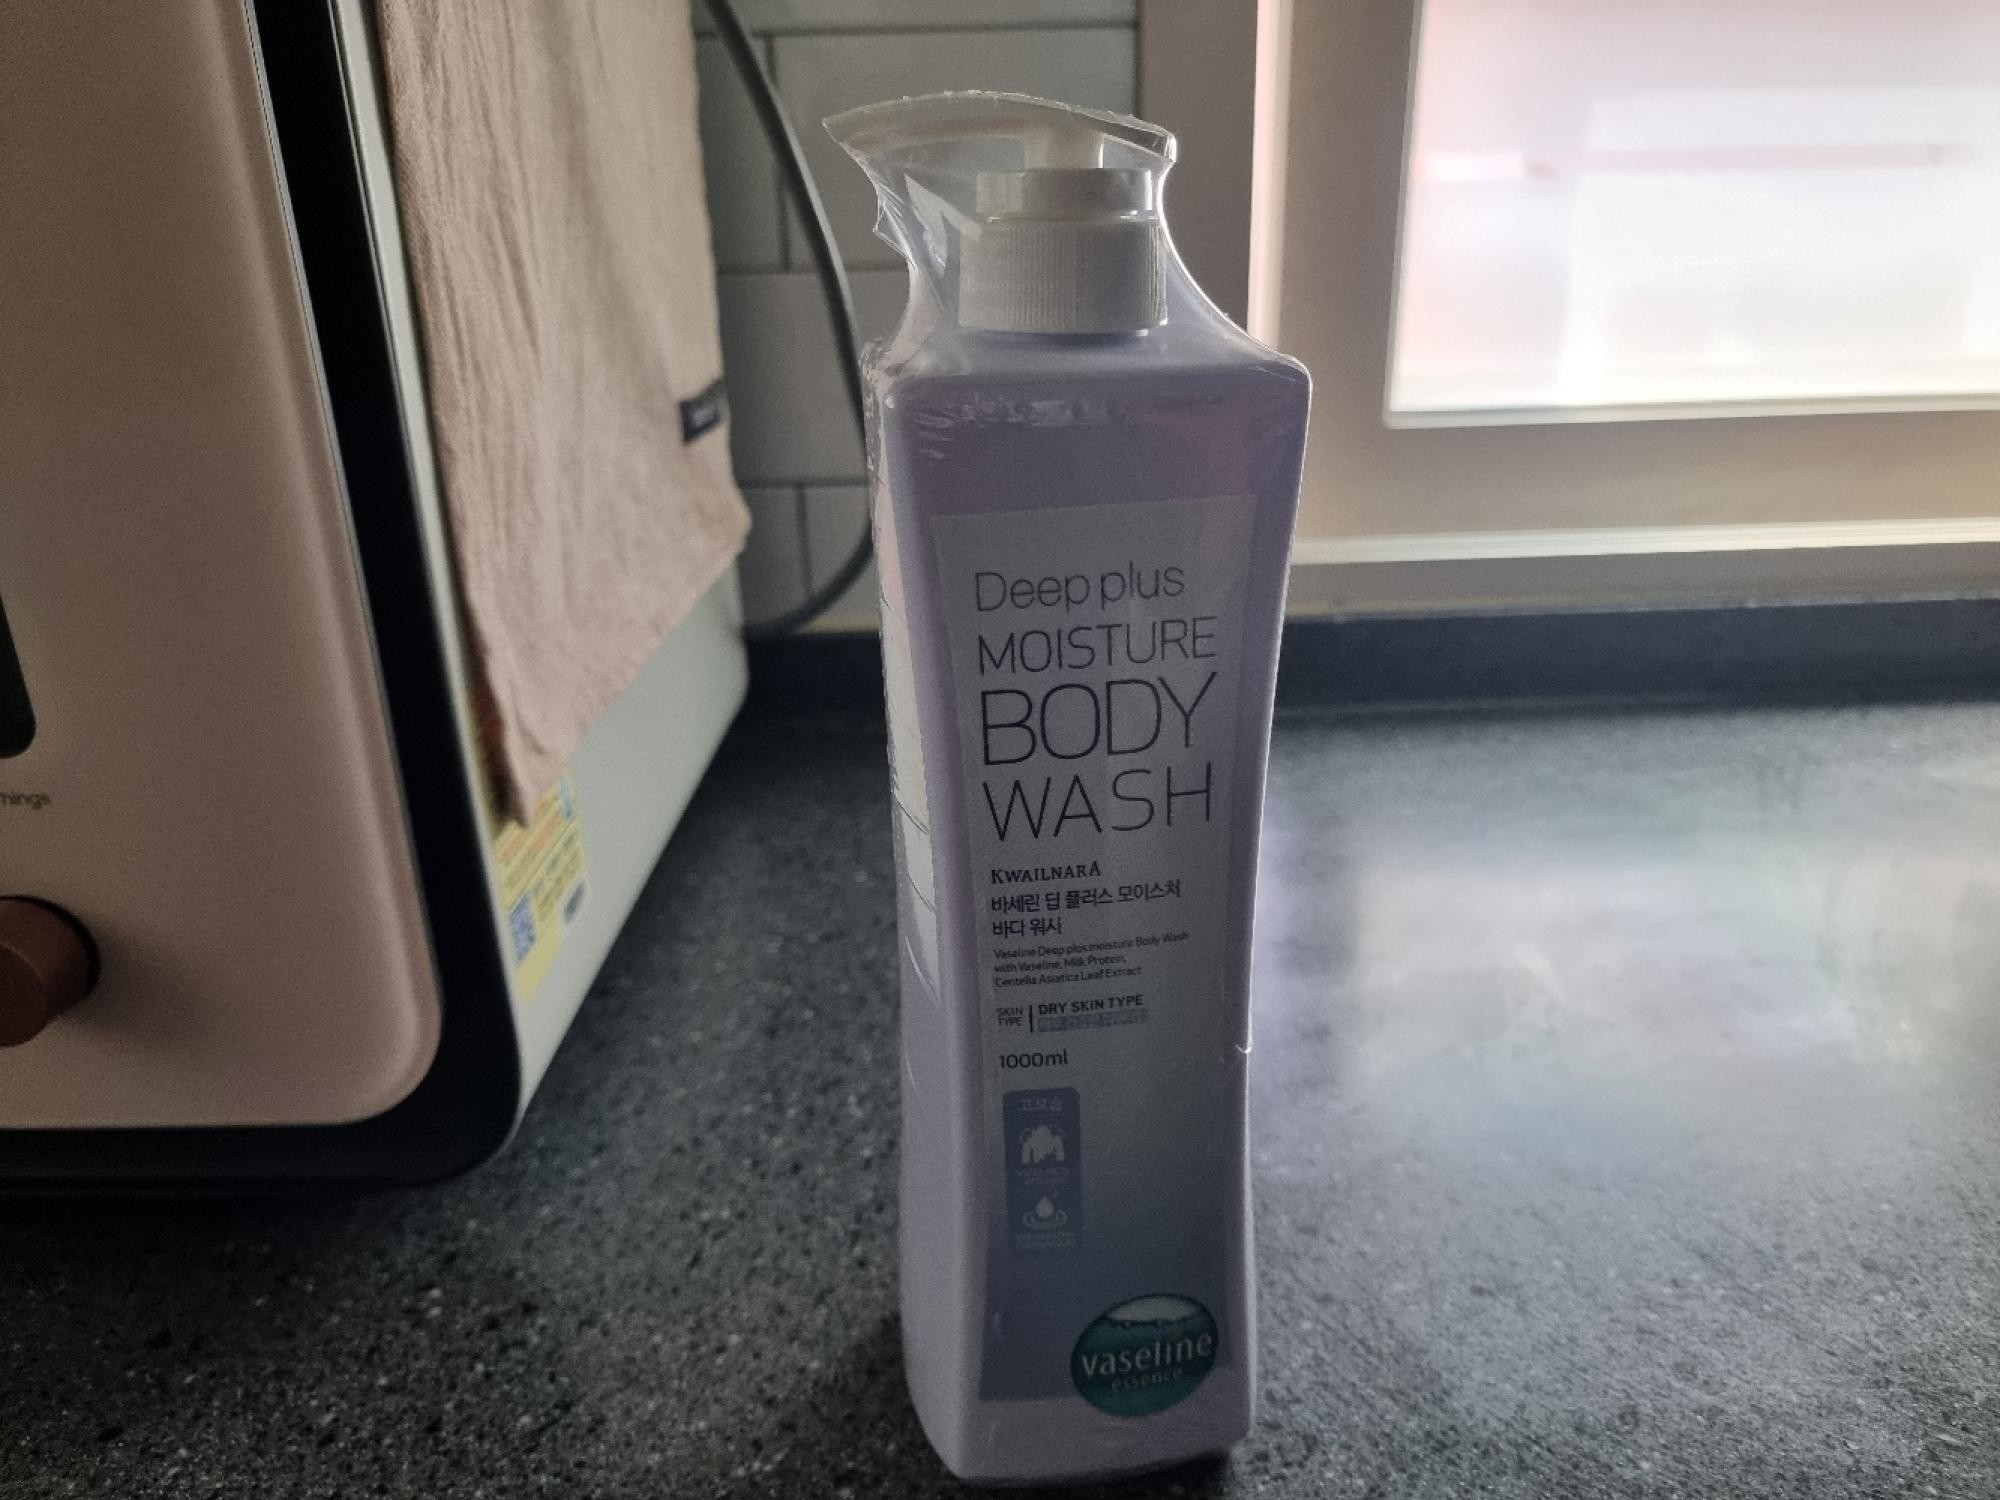 Deep plus
MOISTURE
BODY
WASH
KWAILNARA
바세린 딥 플러스 모이스처
바디 워시
Vaseline Deep plus moisture Body Wash
with Vaseline, Milk Protein,
Centella Asiatica Leaf Extract
SKIN TYPE
DRY SKIN TYPE
1000ml
고보습
vaseline
essence